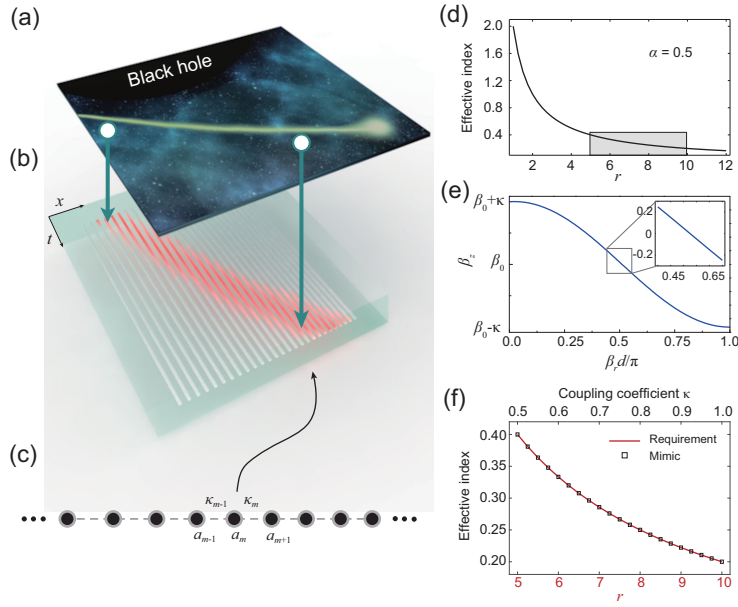 (a)
Black hole
(b)
x
t
(c)
κm-1 κm
am-1 am am+1
(d)
Effective index
2.0
1.6
1.2
0.8
0.4
α = 0.5
2 4 6 8 10 12
r
(e)
βz
β0+κ
β0
β0-κ
0.2
0
-0.2
0.45 0.65
0.0 0.25 0.5 0.75 1.0
βrd/π
(f)
Coupling coefficient κ
0.5 0.6 0.7 0.8 0.9 1.0
Effective index
0.40
0.35
0.30
0.25
0.20
Requirement
Mimic
5 6 7 8 9 10
r